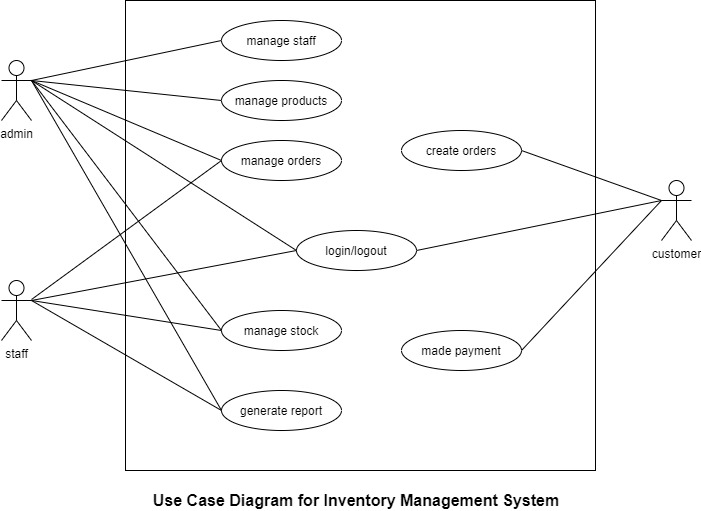 manage staff
manage products
admin
manage orders
create orders
login/logout
customer
manage stock
staff
made payment
generate report
Use Case Diagram for Inventory Management System